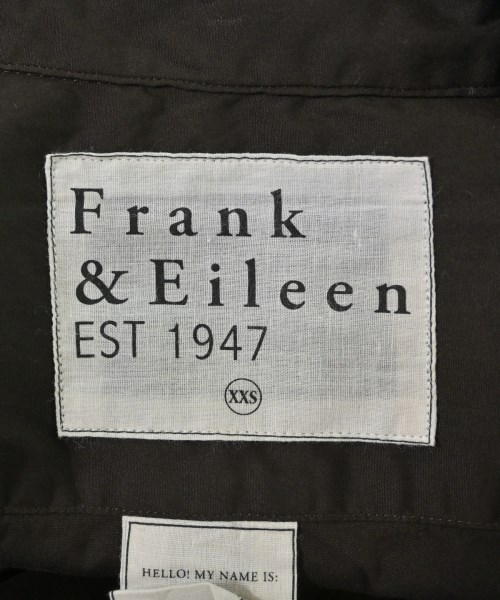 Frank
& Eileen
EST 1947
XXS
HELLO! MY NAME IS: